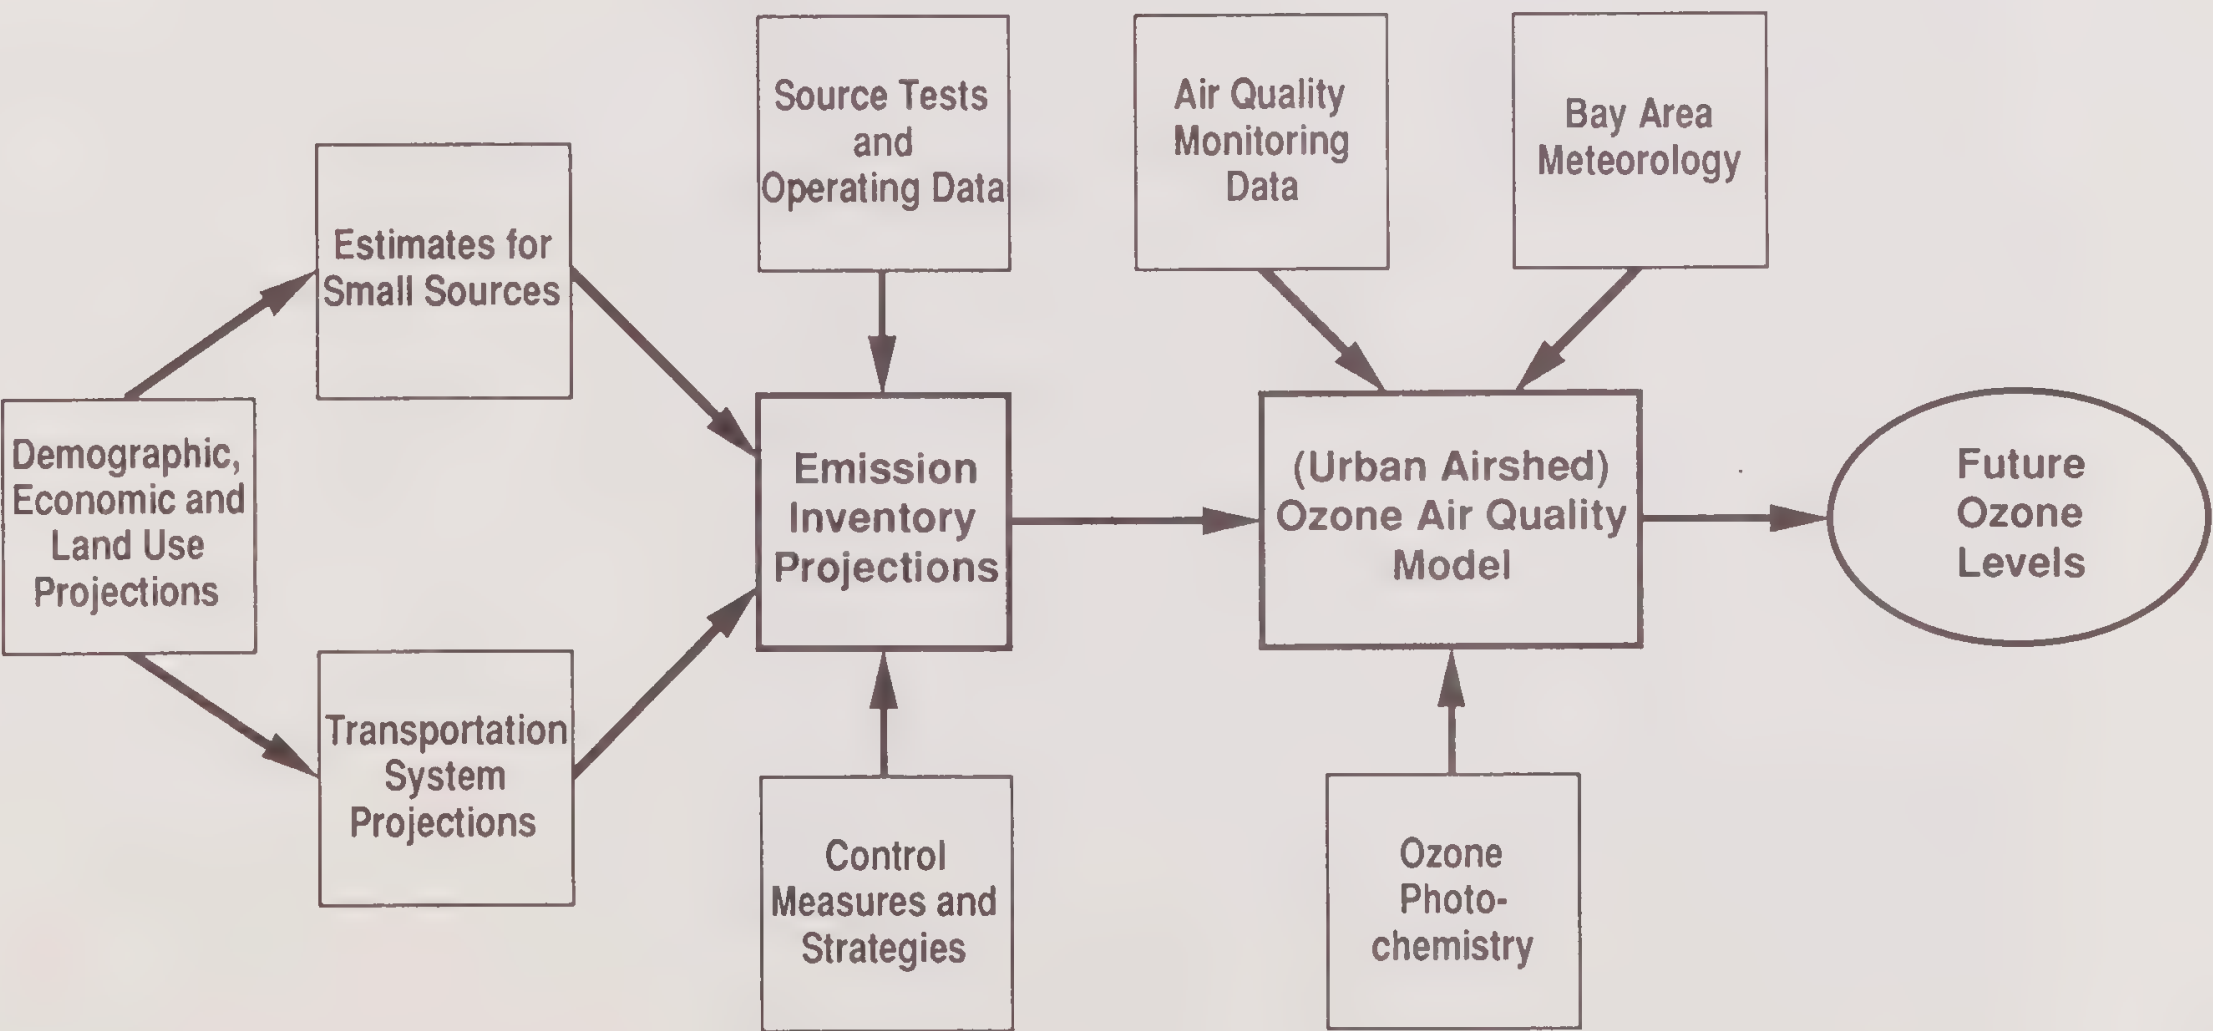 Source Tests
and
Operating Data
Air Quality
Monitoring
Data
Bay Area
Meteorology
Estimates for
Small Sources
Demographic,
Economic and
Land Use
Projections
Emission
Inventory
Projections
(Urban Airshed)
Ozone Air Quality
Model
Future
Ozone
Levels
Transportation
System
Projections
Control
Measures and
Strategies
Ozone
Photo-
chemistry